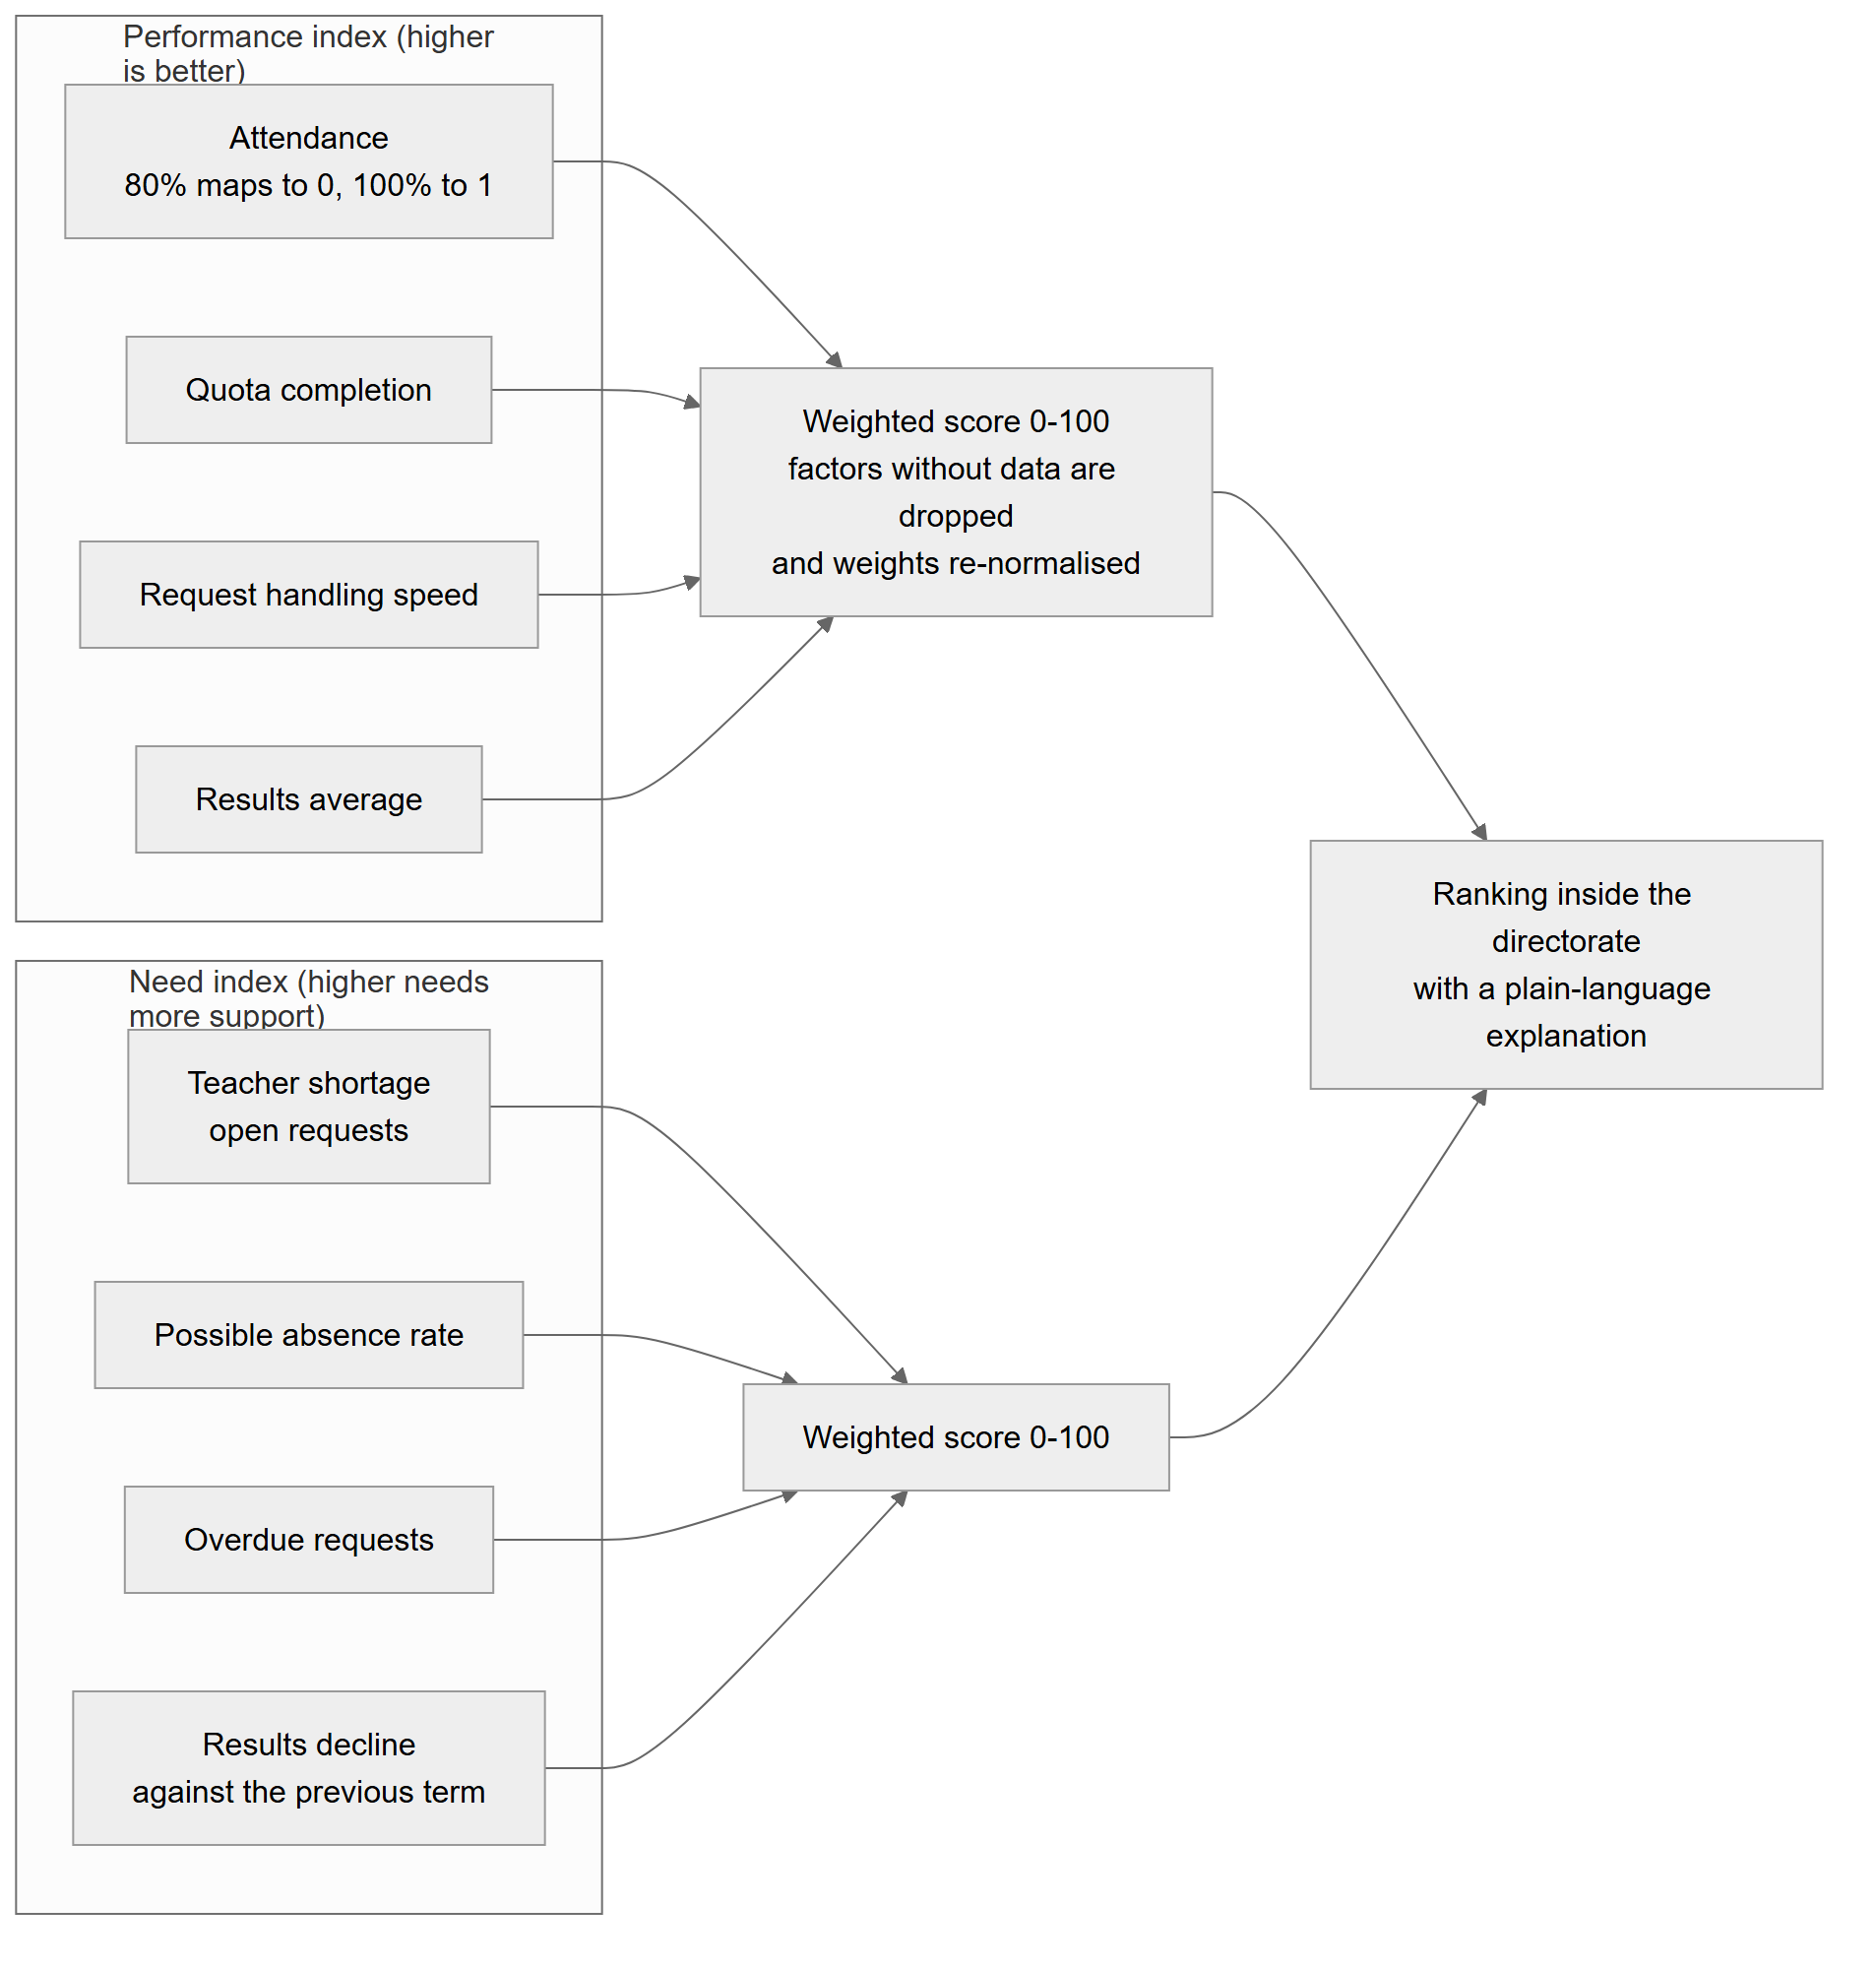 Performance index (higher
is better)
Attendance
80% maps to 0, 100% to 1
Quota completion
Request handling speed
Results average
Weighted score 0-100
factors without data are
dropped
and weights re-normalised
Need index (higher needs
more support)
Teacher shortage
open requests
Possible absence rate
Overdue requests
Results decline
against the previous term
Weighted score 0-100
Ranking inside the
directorate
with a plain-language
explanation